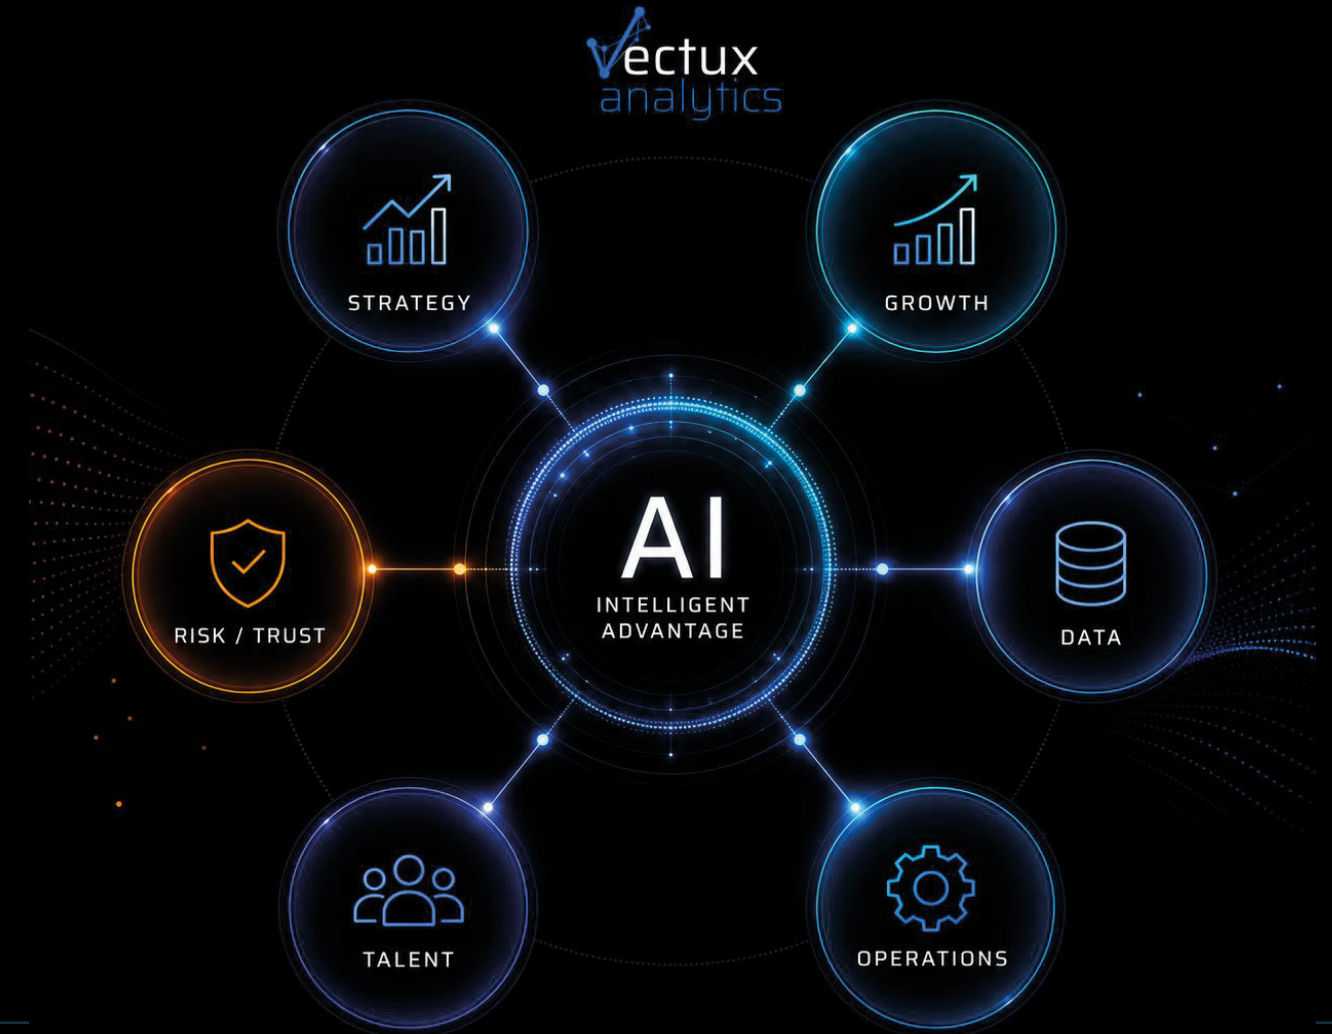 Vectux
analytics
STRATEGY
GROWTH
AI
INTELLIGENT
ADVANTAGE
RISK / TRUST
DATA
TALENT
OPERATIONS